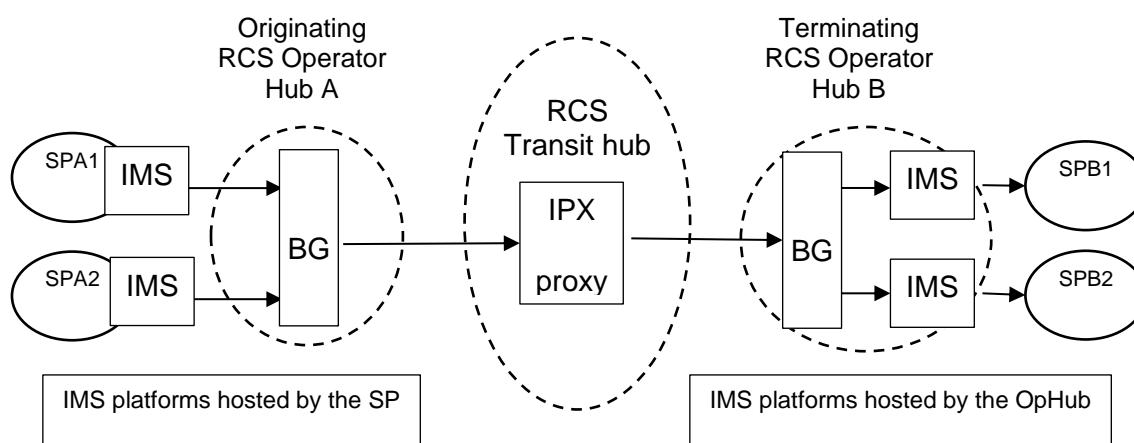 Originating
RCS Operator
Hub A
Terminating
RCS Operator
Hub B
RCS
Transit hub
SPA1
IMS
IMS
SPB1
IPX
BG
BG
proxy
SPA2
IMS
IMS
SPB2
IMS platforms hosted by the SP
IMS platforms hosted by the OpHub